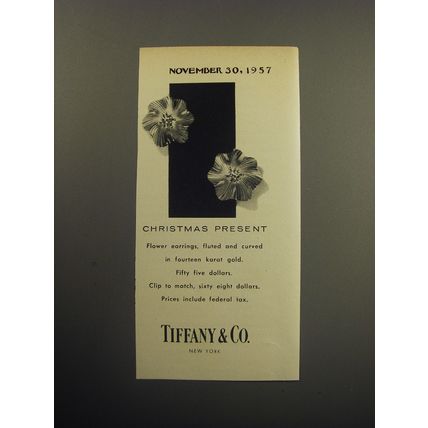 NOVEMBER 30, 1957
CHRISTMAS PRESENT
Flower earrings, fluted and curved
in fourteen karat gold.
Fifty five dollars.
Clip to match, sixty eight dollars.
Prices include federal tax.
TIFFANY & CO.
NEW YORK